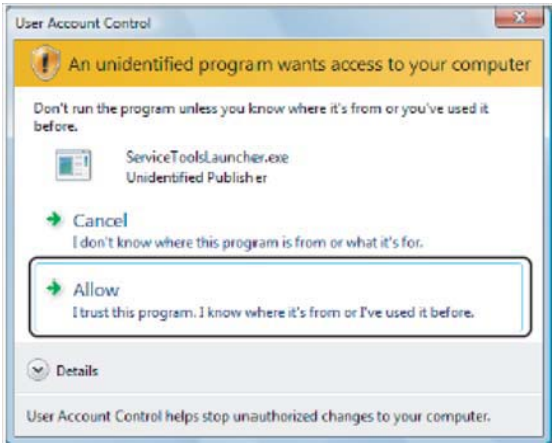 User Account Control
An unidentified program wants access to your computer
Don't run the program unless you know where it's from or you've used it
before.
ServiceToolsLauncher.exe
Unidentified Publisher
Cancel
I don't know where this program is from or what it's for.
Allow
I trust this program. I know where it's from or I've used it before.
Details
User Account Control helps stop unauthorized changes to your computer.